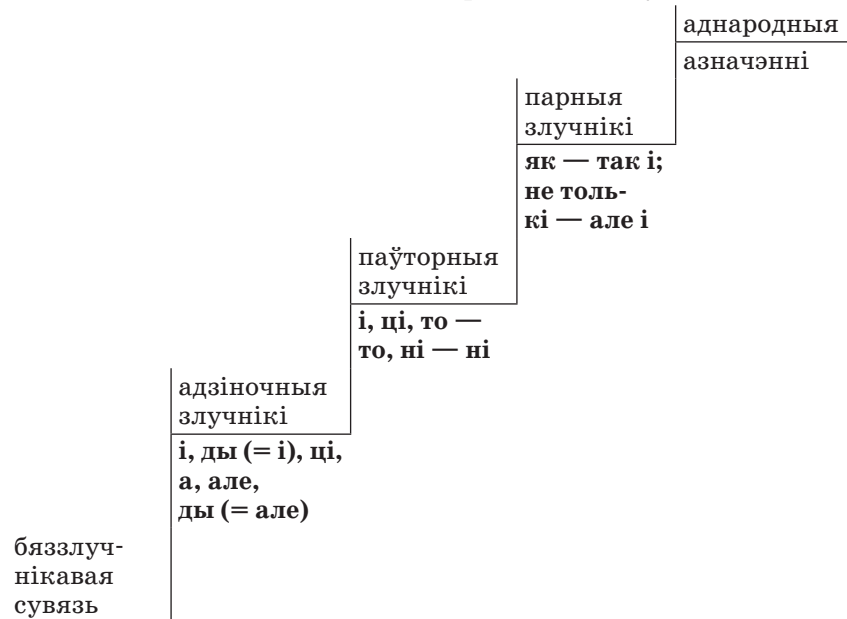 аднародныя
азначэнні
парныя
злучнікі
як — так і;
не толь-
кі — але і
паўторныя
злучнікі
і, ці, то —
то, ні — ні
адзіночныя
злучнікі
і, ды (= і), ці,
а, але,
ды (= але)
бяззлуч-
нікавая
сувязь